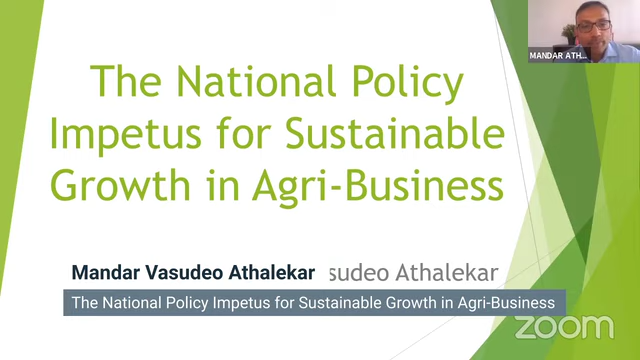 MANDAR ATH...
The National Policy
Impetus for Sustainable
Growth in Agri-Business
Mandar Vasudeo Athalekar
sudeo Athalekar
The National Policy Impetus for Sustainable Growth in Agri-Business
zoom